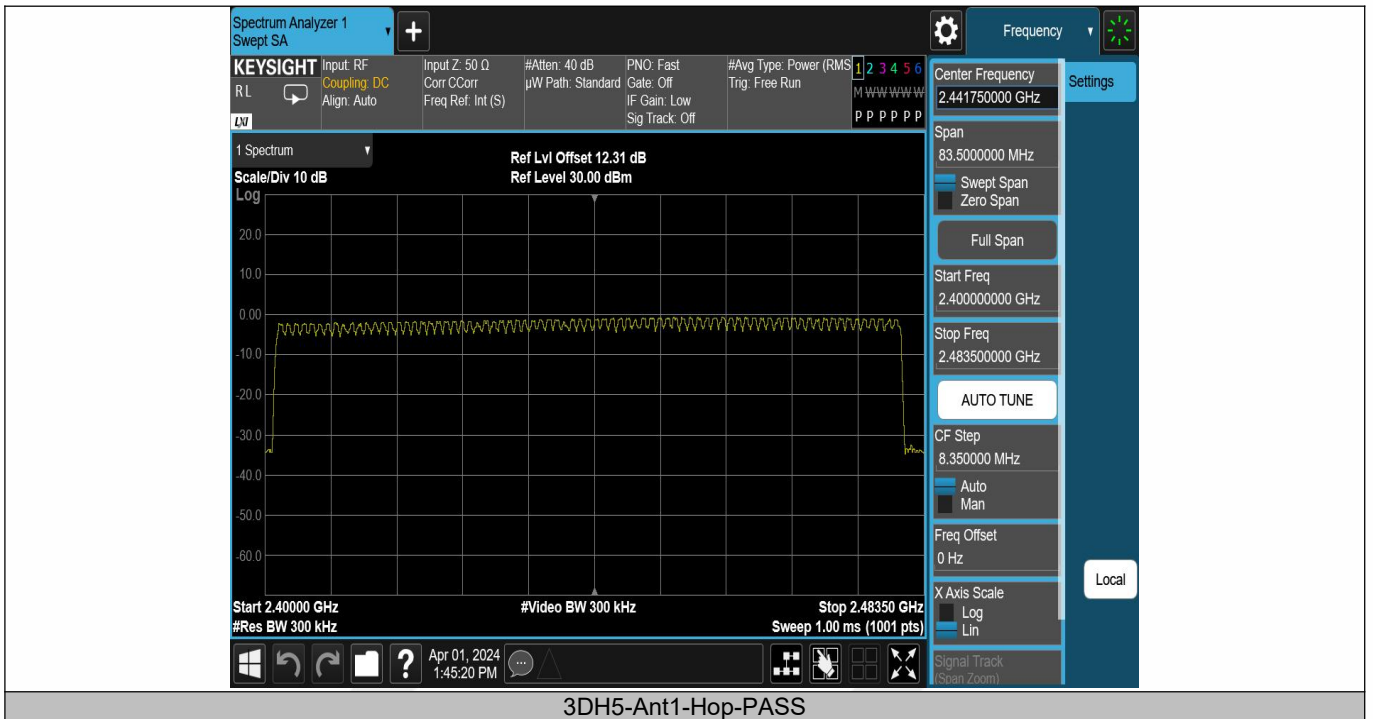 Spectrum Analyzer 1
Swept SA
+
Frequency
KEYSIGHT
RL
LXI
Input: RF
Coupling: DC
Align: Auto
Input Z: 50 Ω
Corr CCorr
Freq Ref: Int (S)
#Atten: 40 dB
µW Path: Standard
PNO: Fast
Gate: Off
IF Gain: Low
Sig Track: Off
#Avg Type: Power (RMS
Trig: Free Run
1 2 3 4 5 6
M W W W W W
P P P P P P
1 Spectrum
Scale/Div 10 dB
Log
Ref Lvl Offset 12.31 dB
Ref Level 30.00 dBm
20.0
10.0
0.00
-10.0
-20.0
-30.0
-40.0
-50.0
-60.0
Start 2.40000 GHz
#Res BW 300 kHz
#Video BW 300 kHz
Stop 2.48350 GHz
Sweep 1.00 ms (1001 pts)
Center Frequency
2.441750000 GHz
Settings
Span
83.5000000 MHz
Swept Span
Zero Span
Full Span
Start Freq
2.400000000 GHz
Stop Freq
2.483500000 GHz
AUTO TUNE
CF Step
8.350000 MHz
Auto
Man
Freq Offset
0 Hz
X Axis Scale
Log
Lin
Signal Track
(Span Zoom)
Local
?
Apr 01, 2024
1:45:20 PM
3DH5-Ant1-Hop-PASS